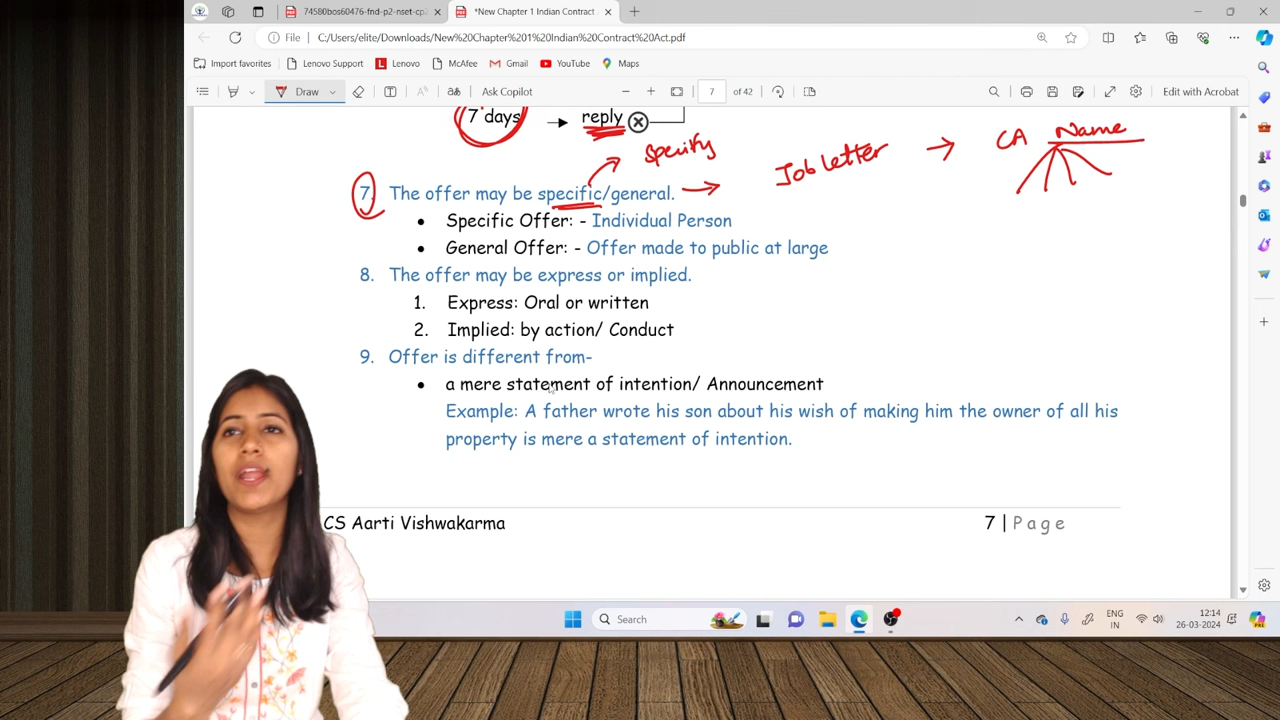 74580bos60476-fnd-p2-nset-cp2
*New Chapter 1 Indian Contract
File
C:/Users/elite/Downloads/New%20Chapter%201%20Indian%20Contract%20Act.pdf
Import favorites
Lenovo Support
L Lenovo
McAfee
Gmail
YouTube
Maps
Draw
Ask Copilot
7 of 42
Edit with Acrobat
7 days → reply
Specify
Job letter → CA Name
7. The offer may be specific/general.
• Specific Offer: - Individual Person
• General Offer: - Offer made to public at large
8. The offer may be express or implied.
1. Express: Oral or written
2. Implied: by action/ Conduct
9. Offer is different from-
• a mere statement of intention/ Announcement
Example: A father wrote his son about his wish of making him the owner of all his
property is mere a statement of intention.
CS Aarti Vishwakarma
7 | Page
Search
ENG
IN
12:14
26-03-2024